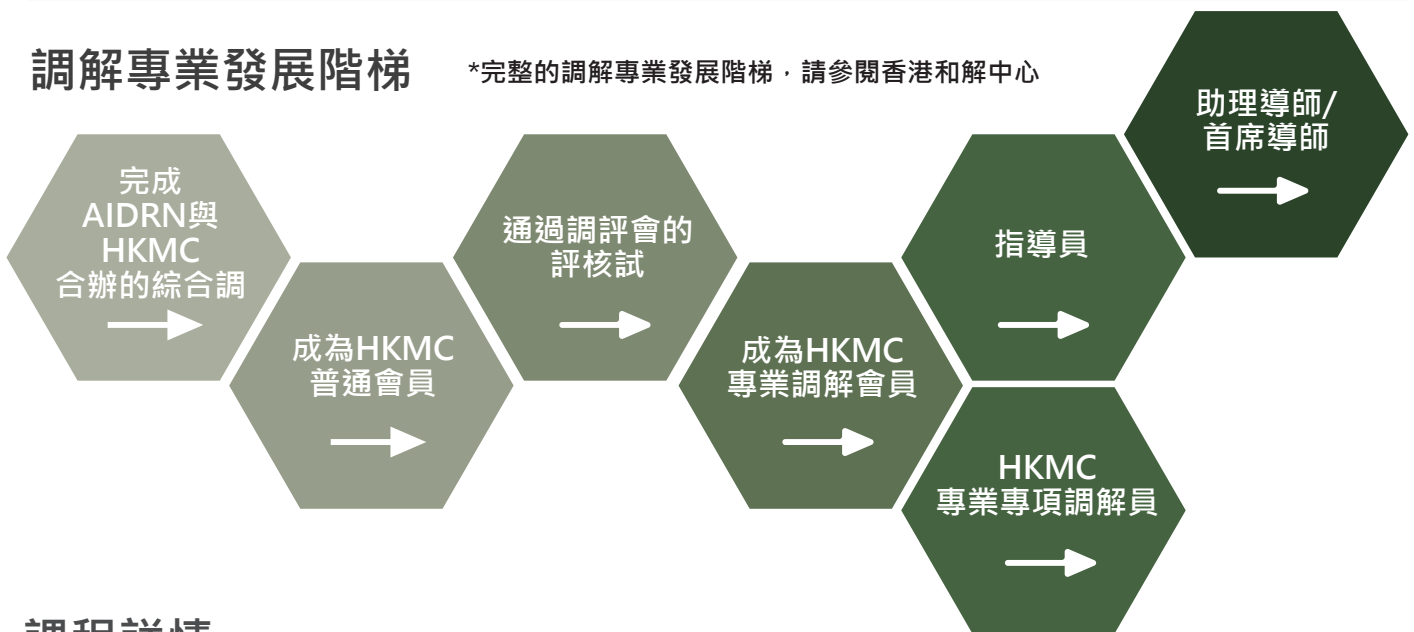 調解專業發展階梯
*完整的調解專業發展階梯，請參閱香港和解中心
完成
AIDRN與
HKMC
合辦的綜合調
成為HKMC
普通會員
通過調評會的
評核試
成為HKMC
專業調解會員
指導員
HKMC
專業專項調解員
助理導師/
首席導師
課程詳情